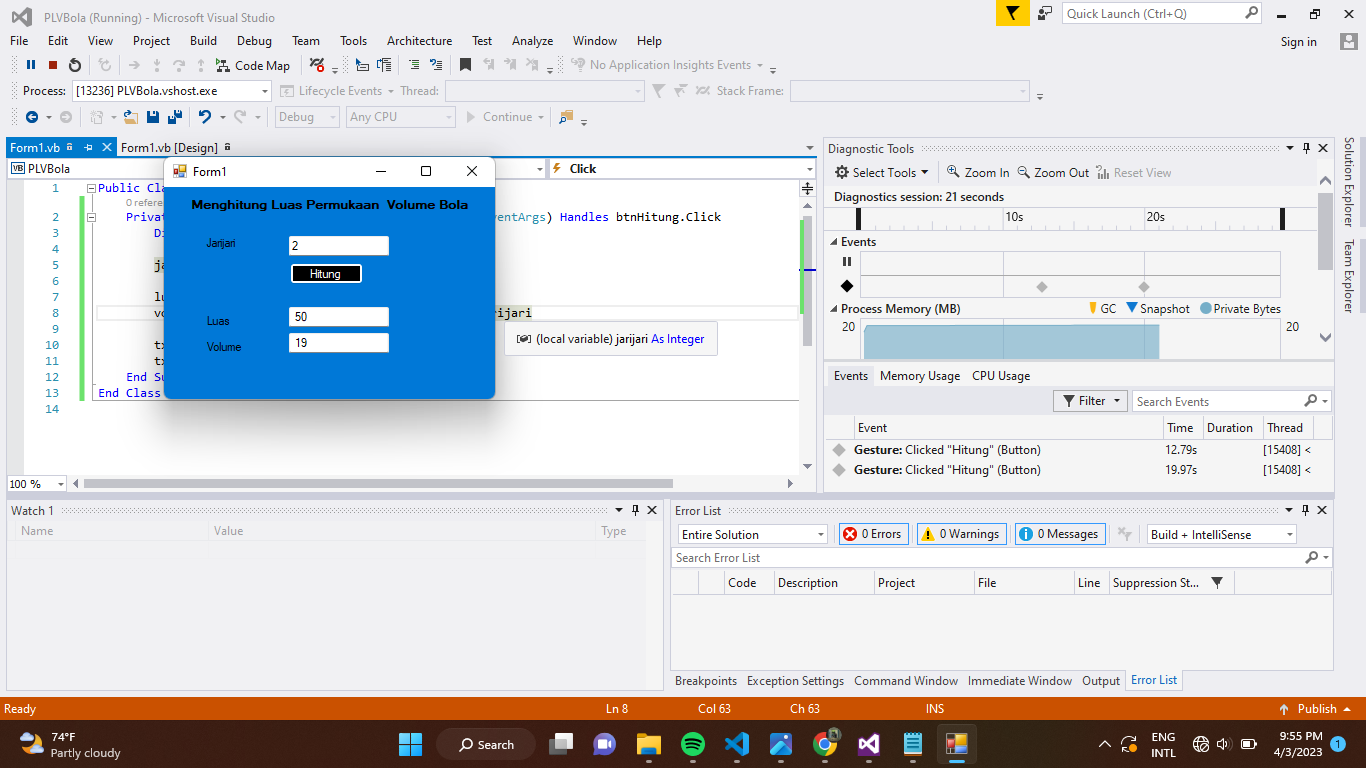 PLVBola (Running) - Microsoft Visual Studio
Quick Launch (Ctrl+Q)
File Edit View Project Build Debug Team Tools Architecture Test Analyze Window Help
Sign in
Code Map
No Application Insights Events
Process: [13236] PLVBola.vshost.exe Lifecycle Events Thread: Stack Frame:
Debug Any CPU Continue
Form1.vb Form1.vb [Design]
VB PLVBola
Click
Form1
Menghitung Luas Permukaan Volume Bola
Jarijari 2
Hitung
Luas 50
Volume 19
1 Public Cla
0 refere
2 Privat ventArgs) Handles btnHitung.Click
3 Di
4
5 ja
6
7 lu
8 vo rijari
(local variable) jarijari As Integer
9
10 tx
11 tx
12 End Su
13 End Class
14
100 %
Diagnostic Tools
Select Tools Zoom In Zoom Out Reset View
Diagnostics session: 21 seconds
10s 20s
Events
Process Memory (MB) GC Snapshot Private Bytes
20 20
Events Memory Usage CPU Usage
Filter Search Events
Event Time Duration Thread
Gesture: Clicked "Hitung" (Button) 12.79s [15408] <
Gesture: Clicked "Hitung" (Button) 19.97s [15408] <
Solution Explorer
Team Explorer
Watch 1
Name Value Type
Error List
Entire Solution 0 Errors 0 Warnings 0 Messages Build + IntelliSense
Search Error List
Code Description Project File Line Suppression St...
Breakpoints Exception Settings Command Window Immediate Window Output Error List
Ready Ln 8 Col 63 Ch 63 INS Publish
74°F
Partly cloudy
Search
ENG
INTL
9:55 PM
4/3/2023
1